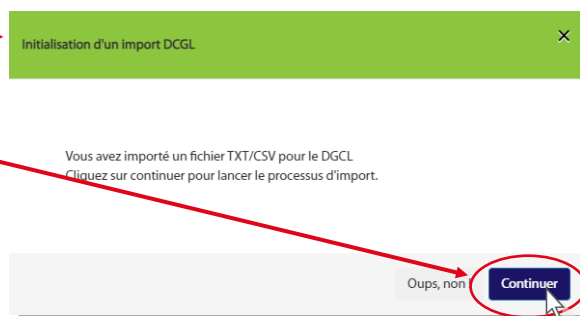 Initialisation d'un import DCGL
×
Vous avez importé un fichier TXT/CSV pour le DGCL
Cliquez sur continuer pour lancer le processus d'import.
Oups, non ! Continuer